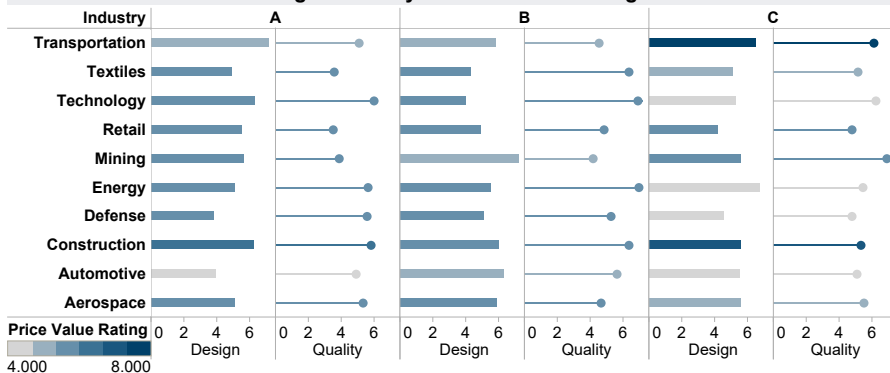 Industry A B C
Transportation
Textiles
Technology
Retail
Mining
Energy
Defense
Construction
Automotive
Aerospace
Price Value Rating 0 2 4 6 0 2 4 6 0 2 4 6 0 2 4 6 0 2 4 6 0 2 4 6
4.000 8.000 Design Quality Design Quality Design Quality